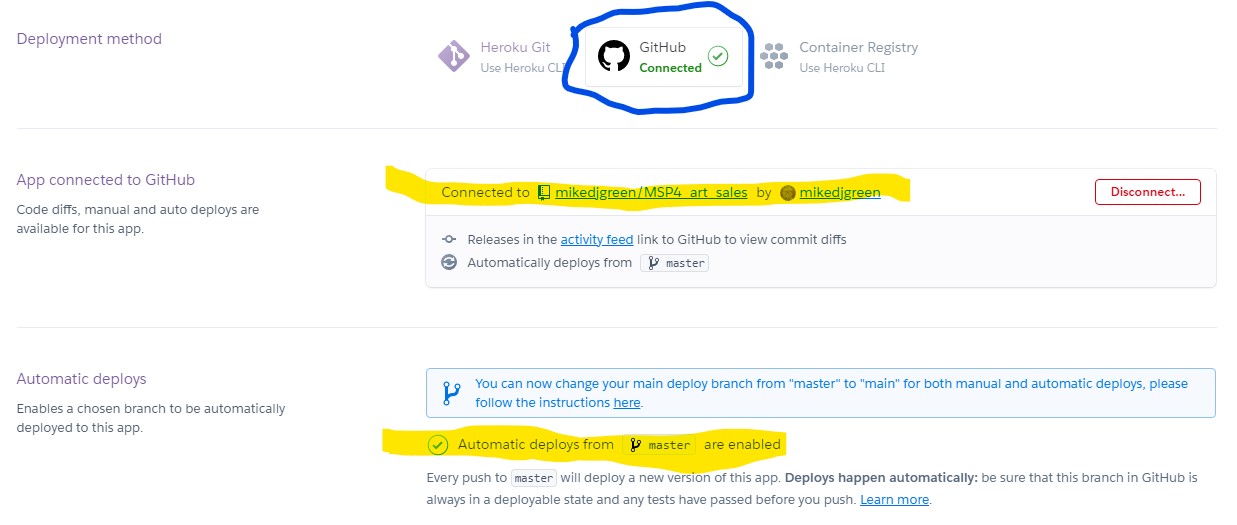 Deployment method
Heroku Git
Use Heroku CLI
GitHub
Connected
Container Registry
Use Heroku CLI
App connected to GitHub
Code diffs, manual and auto deploys are
available for this app.
Connected to mikedjgreen/MSP4_art_sales by mikedjgreen
Disconnect...
Releases in the activity feed link to GitHub to view commit diffs
Automatically deploys from master
Automatic deploys
Enables a chosen branch to be automatically
deployed to this app.
You can now change your main deploy branch from "master" to "main" for both manual and automatic deploys, please
follow the instructions here.
Automatic deploys from master are enabled
Every push to master will deploy a new version of this app. Deploys happen automatically: be sure that this branch in GitHub is
always in a deployable state and any tests have passed before you push. Learn more.